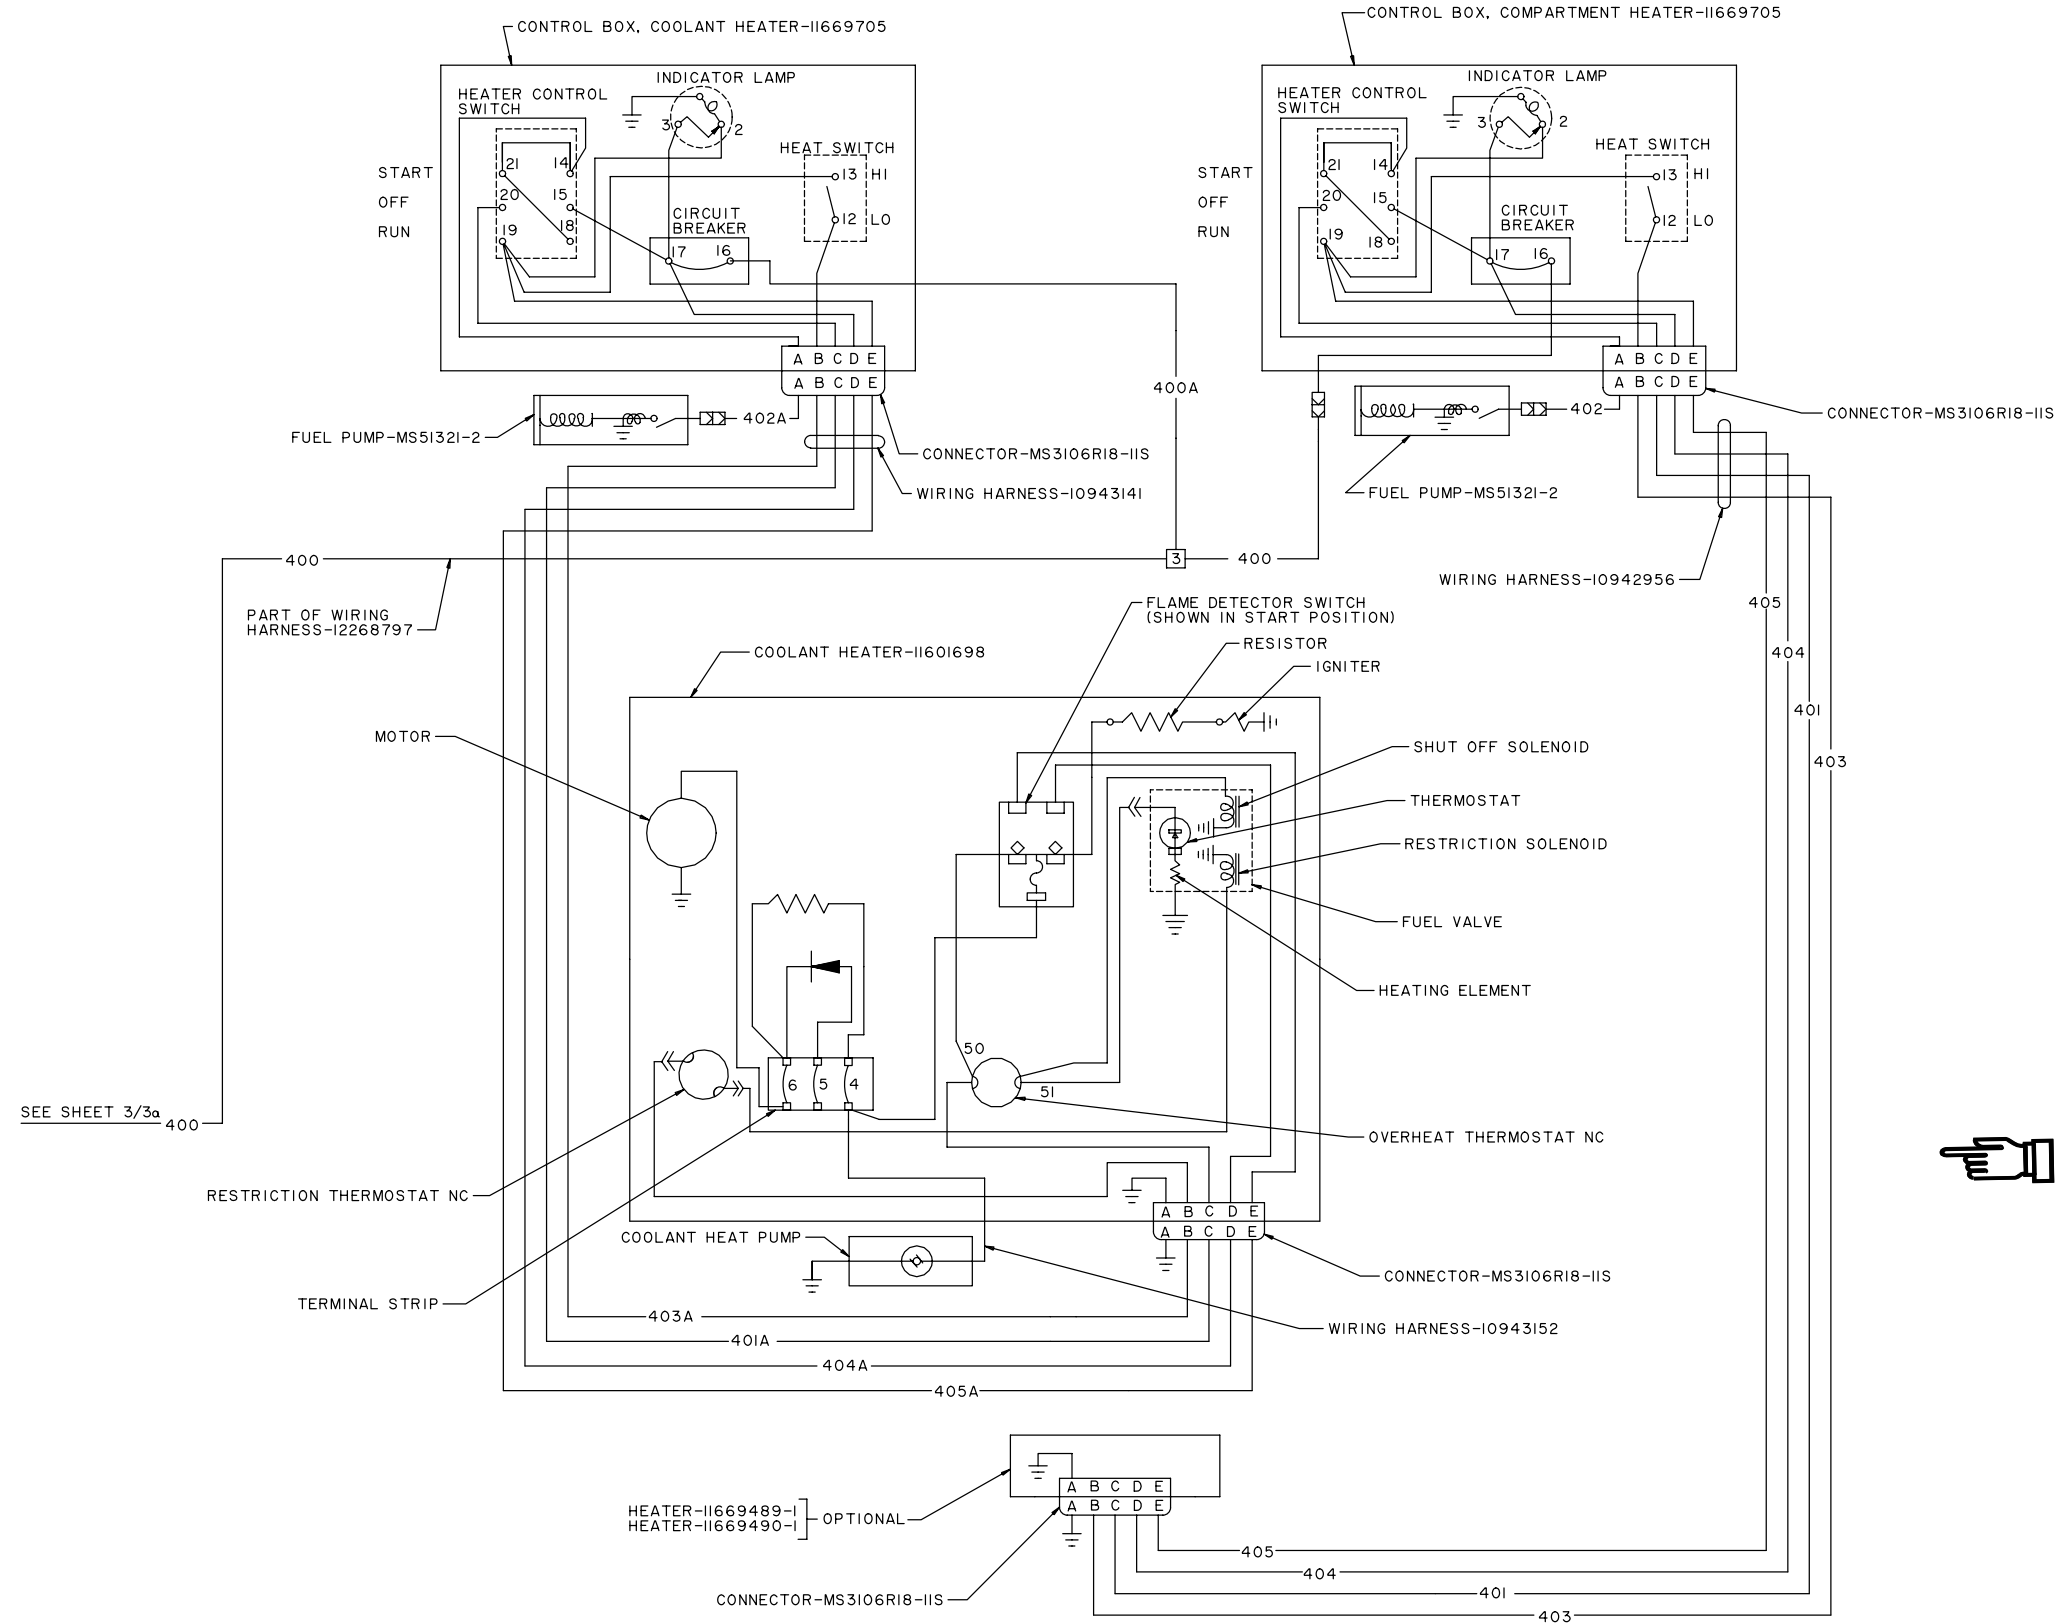 CONTROL BOX, COOLANT HEATER-11669705
INDICATOR LAMP
HEATER CONTROL
SWITCH
3
2
HEAT SWITCH
START
OFF
RUN
21
14
20
15
19
18
13 HI
12 LO
CIRCUIT
BREAKER
17
16
A B C D E
A B C D E
402A
FUEL PUMP-MS51321-2
CONNECTOR-MS3106R18-11S
WIRING HARNESS-10943141
400A
CONTROL BOX, COMPARTMENT HEATER-11669705
INDICATOR LAMP
HEATER CONTROL
SWITCH
3
2
HEAT SWITCH
START
OFF
RUN
21
14
20
15
19
18
13 HI
12 LO
CIRCUIT
BREAKER
17
16
A B C D E
A B C D E
402
CONNECTOR-MS3106R18-11S
FUEL PUMP-MS51321-2
WIRING HARNESS-10942956
400
3
400
PART OF WIRING
HARNESS-12268797
405
404
401
403
FLAME DETECTOR SWITCH
(SHOWN IN START POSITION)
RESISTOR
IGNITER
COOLANT HEATER-11601698
MOTOR
SHUT OFF SOLENOID
THERMOSTAT
RESTRICTION SOLENOID
FUEL VALVE
HEATING ELEMENT
50
51
6
5
4
SEE SHEET 3/3a
400
OVERHEAT THERMOSTAT NC
RESTRICTION THERMOSTAT NC
A B C D E
A B C D E
COOLANT HEAT PUMP
CONNECTOR-MS3106R18-11S
TERMINAL STRIP
WIRING HARNESS-10943152
403A
401A
404A
405A
A B C D E
A B C D E
HEATER-11669489-1
HEATER-11669490-1
OPTIONAL
CONNECTOR-MS3106R18-11S
405
404
401
403